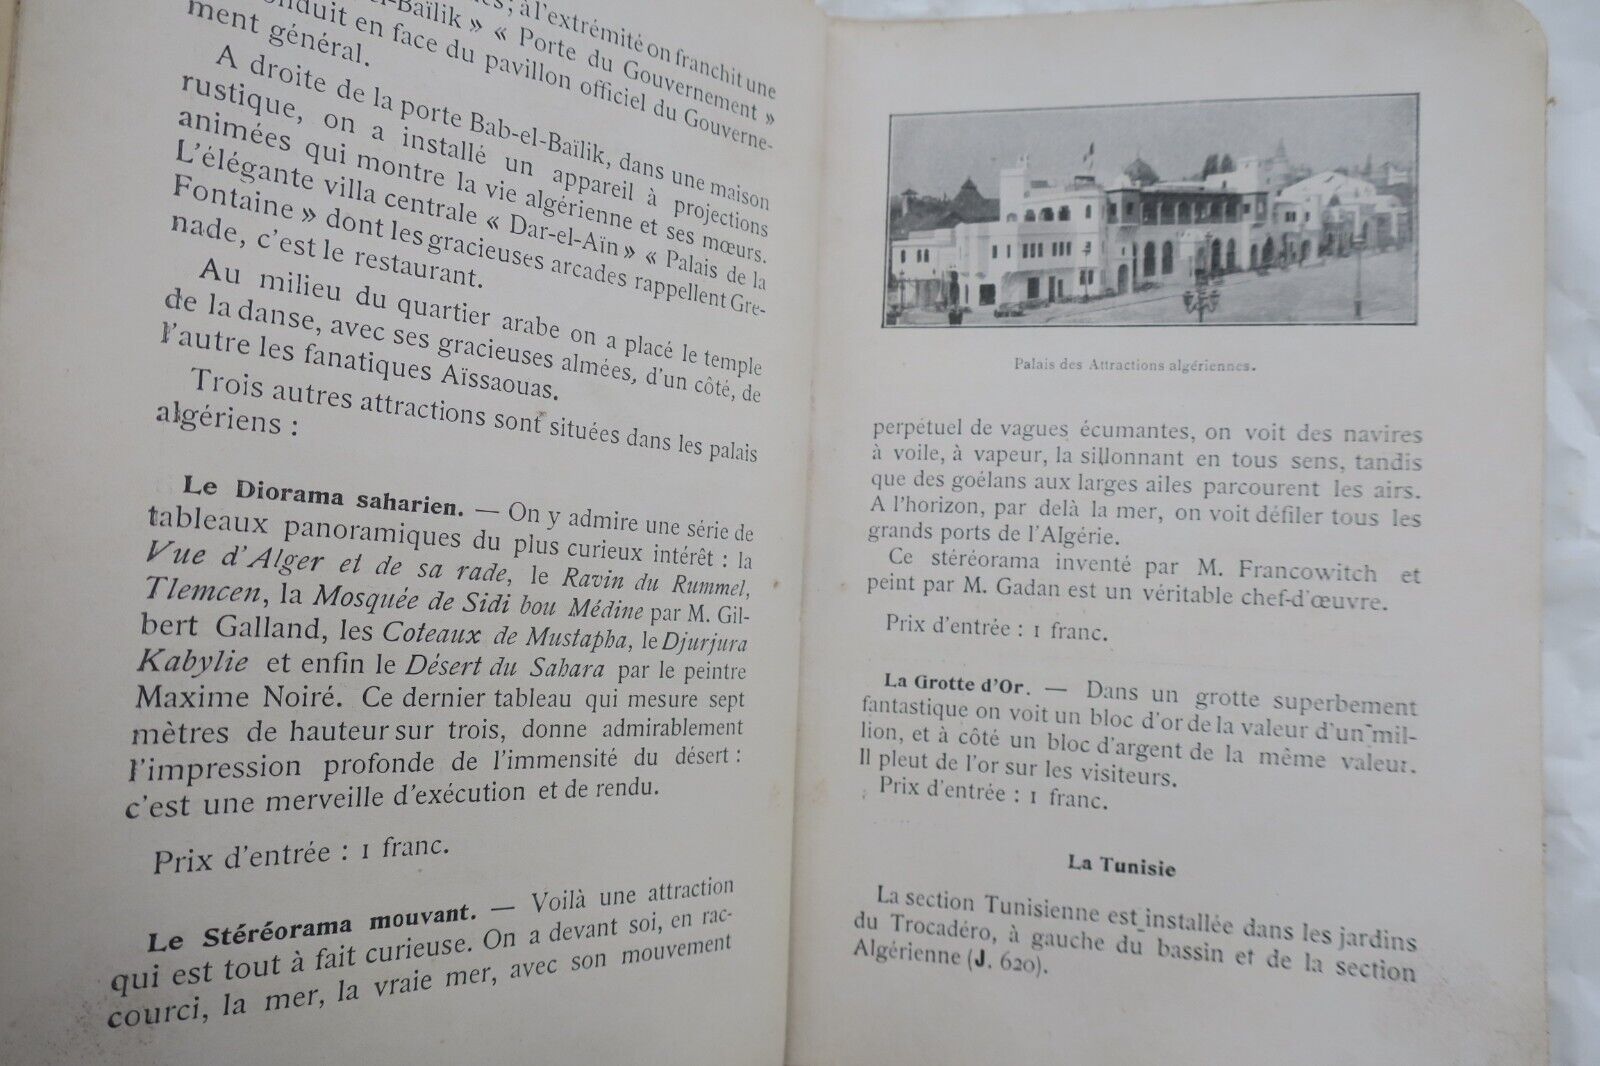 à l'extrémité on franchit une
el-Baïlik » « Porte du Gouvernement »
onduit en face du pavillon officiel du Gouverne-
ment général.
A droite de la porte Bab-el-Baïlik, dans une maison
rustique, on a installé un appareil à projections
animées qui montre la vie algérienne et ses mœurs.
L'élégante villa centrale « Dar-el-Aïn » « Palais de la
Fontaine » dont les gracieuses arcades rappellent Gre-
nade, c'est le restaurant.
Au milieu du quartier arabe on a placé le temple
de la danse, avec ses gracieuses almées, d'un côté, de
l'autre les fanatiques Aïssaouas.
Trois autres attractions sont situées dans les palais
algériens :
Le Diorama saharien. — On y admire une série de
tableaux panoramiques du plus curieux intérêt : la
Vue d'Alger et de sa rade, le Ravin du Rummel,
Tlemcen, la Mosquée de Sidi bou Médine par M. Gil-
bert Galland, les Coteaux de Mustapha, le Djurjura
Kabylie et enfin le Désert du Sahara par le peintre
Maxime Noiré. Ce dernier tableau qui mesure sept
mètres de hauteur sur trois, donne admirablement
l'impression profonde de l'immensité du désert :
c'est une merveille d'exécution et de rendu.
Prix d'entrée : 1 franc.
Le Stéréorama mouvant. — Voilà une attraction
qui est tout à fait curieuse. On a devant soi, en rac-
courci, la mer, la vraie mer, avec son mouvement
Palais des Attractions algériennes.
perpétuel de vagues écumantes, on voit des navires
à voile, à vapeur, la sillonnant en tous sens, tandis
que des goélans aux larges ailes parcourent les airs.
A l'horizon, par delà la mer, on voit défiler tous les
grands ports de l'Algérie.
Ce stéréorama inventé par M. Francowitch et
peint par M. Gadan est un véritable chef-d'œuvre.
Prix d'entrée : 1 franc.
La Grotte d'Or. — Dans un grotte superbement
fantastique on voit un bloc d'or de la valeur d'un mil-
lion, et à côté un bloc d'argent de la même valeur.
Il pleut de l'or sur les visiteurs.
Prix d'entrée : 1 franc.
La Tunisie
La section Tunisienne est installée dans les jardins
du Trocadéro, à gauche du bassin et de la section
Algérienne (J. 620).